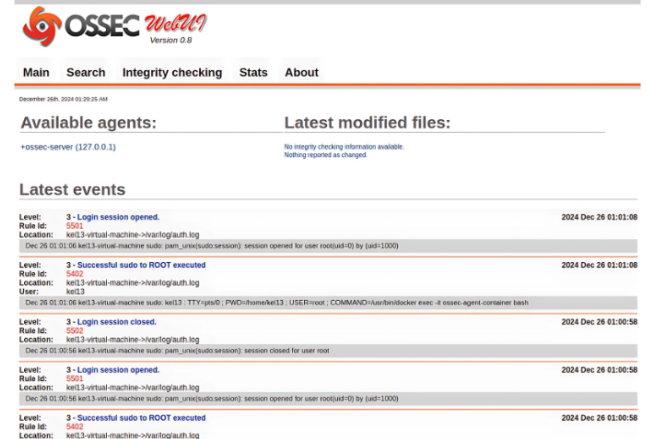 OSSEC WebUI
Version 0.8
Main Search Integrity checking Stats About
December 26th, 2024 01:29:25 AM
Available agents:
+ossec-server (127.0.0.1)
Latest modified files:
No integrity checking information available.
Nothing reported as changed.
Latest events
Level: 3 - Login session opened. 2024 Dec 26 01:01:08
Rule Id: 5501
Location: kel13-virtual-machine->/var/log/auth.log
Dec 26 01:01:06 kel13-virtual-machine sudo: pam_unix(sudo:session): session opened for user root(uid=0) by (uid=1000)
Level: 3 - Successful sudo to ROOT executed 2024 Dec 26 01:01:08
Rule Id: 5402
Location: kel13-virtual-machine->/var/log/auth.log
User: kel13
Dec 26 01:01:06 kel13-virtual-machine sudo: kel13 : TTY=pts/0 ; PWD=/home/kel13 ; USER=root ; COMMAND=/usr/bin/docker exec -it ossec-agent-container bash
Level: 3 - Login session closed. 2024 Dec 26 01:00:58
Rule Id: 5502
Location: kel13-virtual-machine->/var/log/auth.log
Dec 26 01:00:56 kel13-virtual-machine sudo: pam_unix(sudo:session): session closed for user root
Level: 3 - Login session opened. 2024 Dec 26 01:00:58
Rule Id: 5501
Location: kel13-virtual-machine->/var/log/auth.log
Dec 26 01:00:56 kel13-virtual-machine sudo: pam_unix(sudo:session): session opened for user root(uid=0) by (uid=1000)
Level: 3 - Successful sudo to ROOT executed 2024 Dec 26 01:00:58
Rule Id: 5402
Location: kel13-virtual-machine->/var/log/auth.log